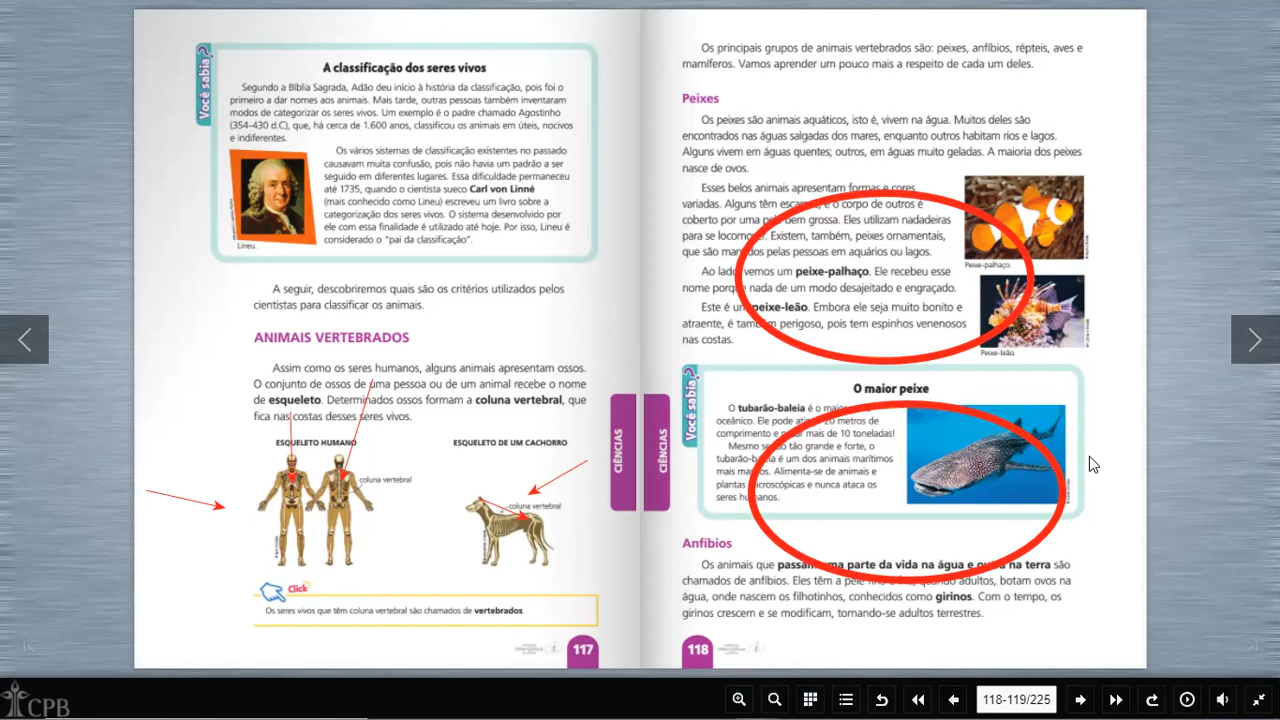 Você sabia?
A classificação dos seres vivos
Segundo a Bíblia Sagrada, Adão deu início à história da classificação, pois foi o
primeiro a dar nomes aos animais. Mais tarde, outras pessoas também inventaram
modos de categorizar os seres vivos. Um exemplo é o padre chamado Agostinho
(354-430 d.C), que, há cerca de 1.600 anos, classificou os animais em úteis, nocivos
e indiferentes.
Os vários sistemas de classificação existentes no passado
causavam muita confusão, pois não havia um padrão a ser
seguido em diferentes lugares. Essa dificuldade permaneceu
até 1735, quando o cientista sueco Carl von Linné
(mais conhecido como Lineu) escreveu um livro sobre a
categorização dos seres vivos. O sistema desenvolvido por
ele com essa finalidade é utilizado até hoje. Por isso, Lineu é
considerado o "pai da classificação".
Lineu.
A seguir, descobriremos quais são os critérios utilizados pelos
cientistas para classificar os animais.
ANIMAIS VERTEBRADOS
Assim como os seres humanos, alguns animais apresentam ossos.
O conjunto de ossos de uma pessoa ou de um animal recebe o nome
de esqueleto. Determinados ossos formam a coluna vertebral, que
fica nas costas desses seres vivos.
ESQUELETO HUMANO
coluna vertebral
ESQUELETO DE UM CACHORRO
coluna vertebral
Click
Os seres vivos que têm coluna vertebral são chamados de vertebrados.
CIÊNCIAS
117
Os principais grupos de animais vertebrados são: peixes, anfíbios, répteis, aves e
mamíferos. Vamos aprender um pouco mais a respeito de cada um deles.
Peixes
Os peixes são animais aquáticos, isto é, vivem na água. Muitos deles são
encontrados nas águas salgadas dos mares, enquanto outros habitam rios e lagos.
Alguns vivem em águas quentes; outros, em águas muito geladas. A maioria dos peixes
nasce de ovos.
Esses belos animais apresentam formas e cores
variadas. Alguns têm escamas, e o corpo de outros é
coberto por uma pele bem grossa. Eles utilizam nadadeiras
para se locomover. Existem, também, peixes ornamentais,
que são mantidos pelas pessoas em aquários ou lagos.
Ao lado, vemos um peixe-palhaço. Ele recebeu esse
nome porque nada de um modo desajeitado e engraçado.
Este é um peixe-leão. Embora ele seja muito bonito e
atraente, é também perigoso, pois tem espinhos venenosos
nas costas.
Peixe-palhaço.
Peixe-leão.
Você sabia?
O maior peixe
O tubarão-baleia é o maior
oceânico. Ele pode atingir 20 metros de
comprimento e pesar mais de 10 toneladas!
Mesmo sendo tão grande e forte, o
tubarão-baleia é um dos animais marítimos
mais mansos. Alimenta-se de animais e
plantas microscópicas e nunca ataca os
seres humanos.
CIÊNCIAS
Anfíbios
Os animais que passam uma parte da vida na água e outra na terra são
chamados de anfíbios. Eles têm a pele quando adultos, botam ovos na
água, onde nascem os filhotinhos, conhecidos como girinos. Com o tempo, os
girinos crescem e se modificam, tornando-se adultos terrestres.
118
CPB
118-119/225